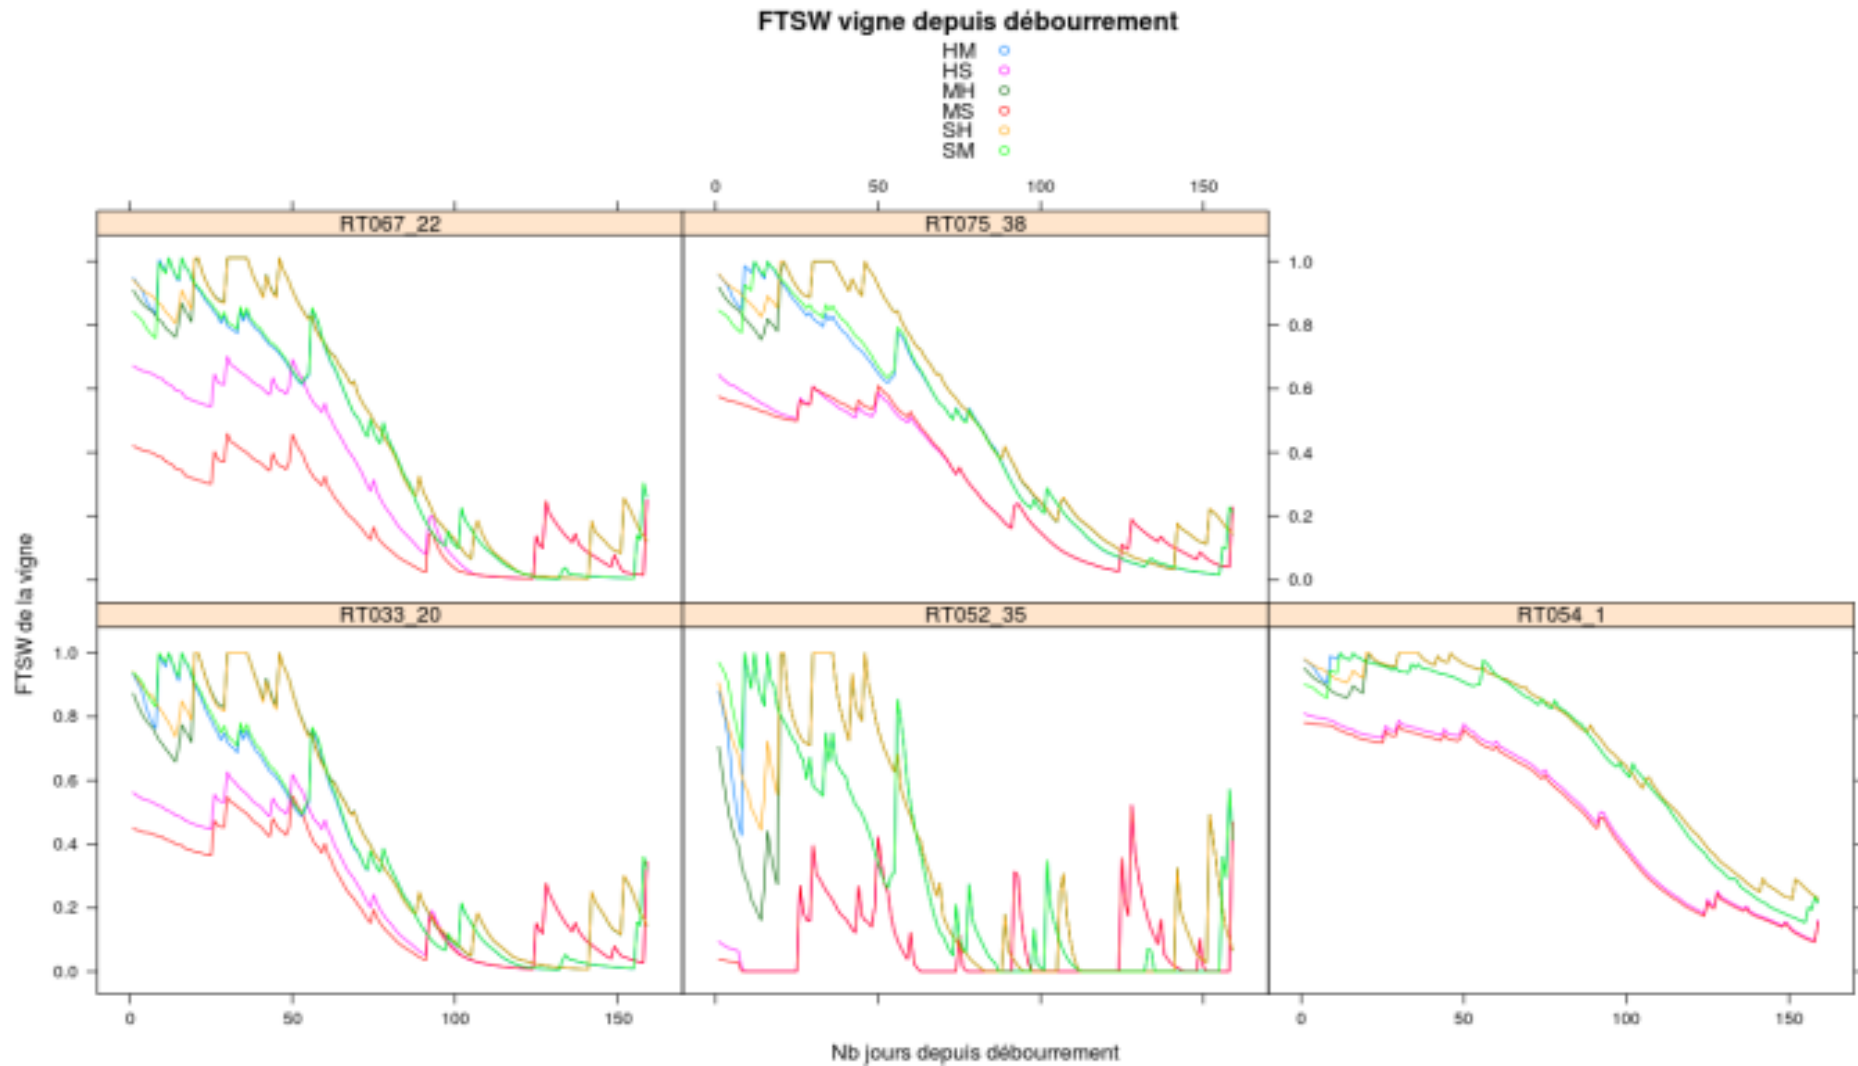 FTSW vigne depuis débourrement
HM
HS
MH
MS
SH
SM
0 50 100 150
RT067_22 RT075_38
1.0
0.8
0.6
0.4
0.2
0.0
FTSW de la vigne
RT033_20 RT052_35 RT054_1
1.0
0.8
0.6
0.4
0.2
0.0
0 50 100 150 0 50 100 150
Nb jours depuis débourrement